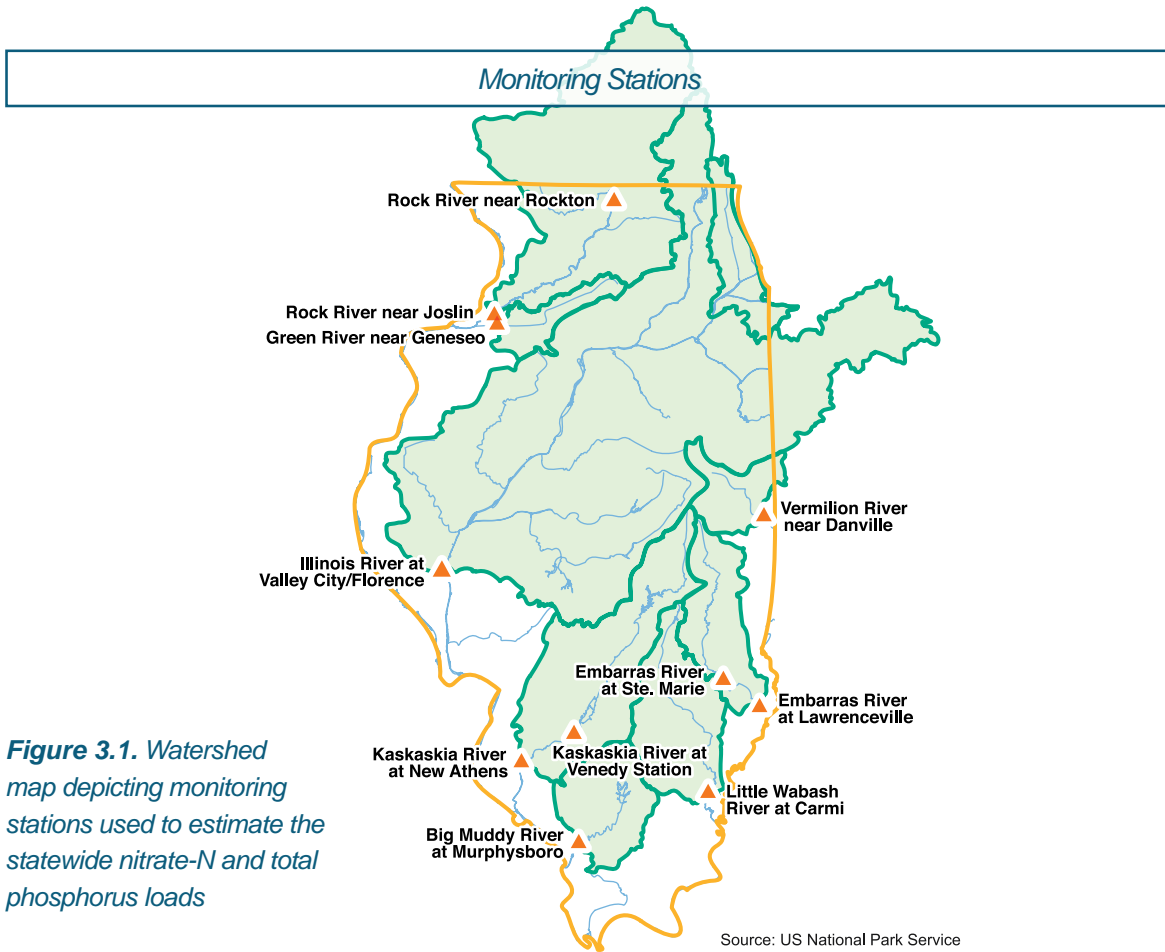 Monitoring Stations
Rock River near Rockton
Rock River near Joslin
Green River near Geneseo
Vermilion River
near Danville
Illinois River at
Valley City/Florence
Embarras River
at Ste. Marie
Embarras River
at Lawrenceville
Kaskaskia River
at New Athens
Kaskaskia River at
Venedy Station
Little Wabash
River at Carmi
Big Muddy River
at Murphysboro
Figure 3.1. Watershed
map depicting monitoring
stations used to estimate the
statewide nitrate-N and total
phosphorus loads
Source: US National Park Service